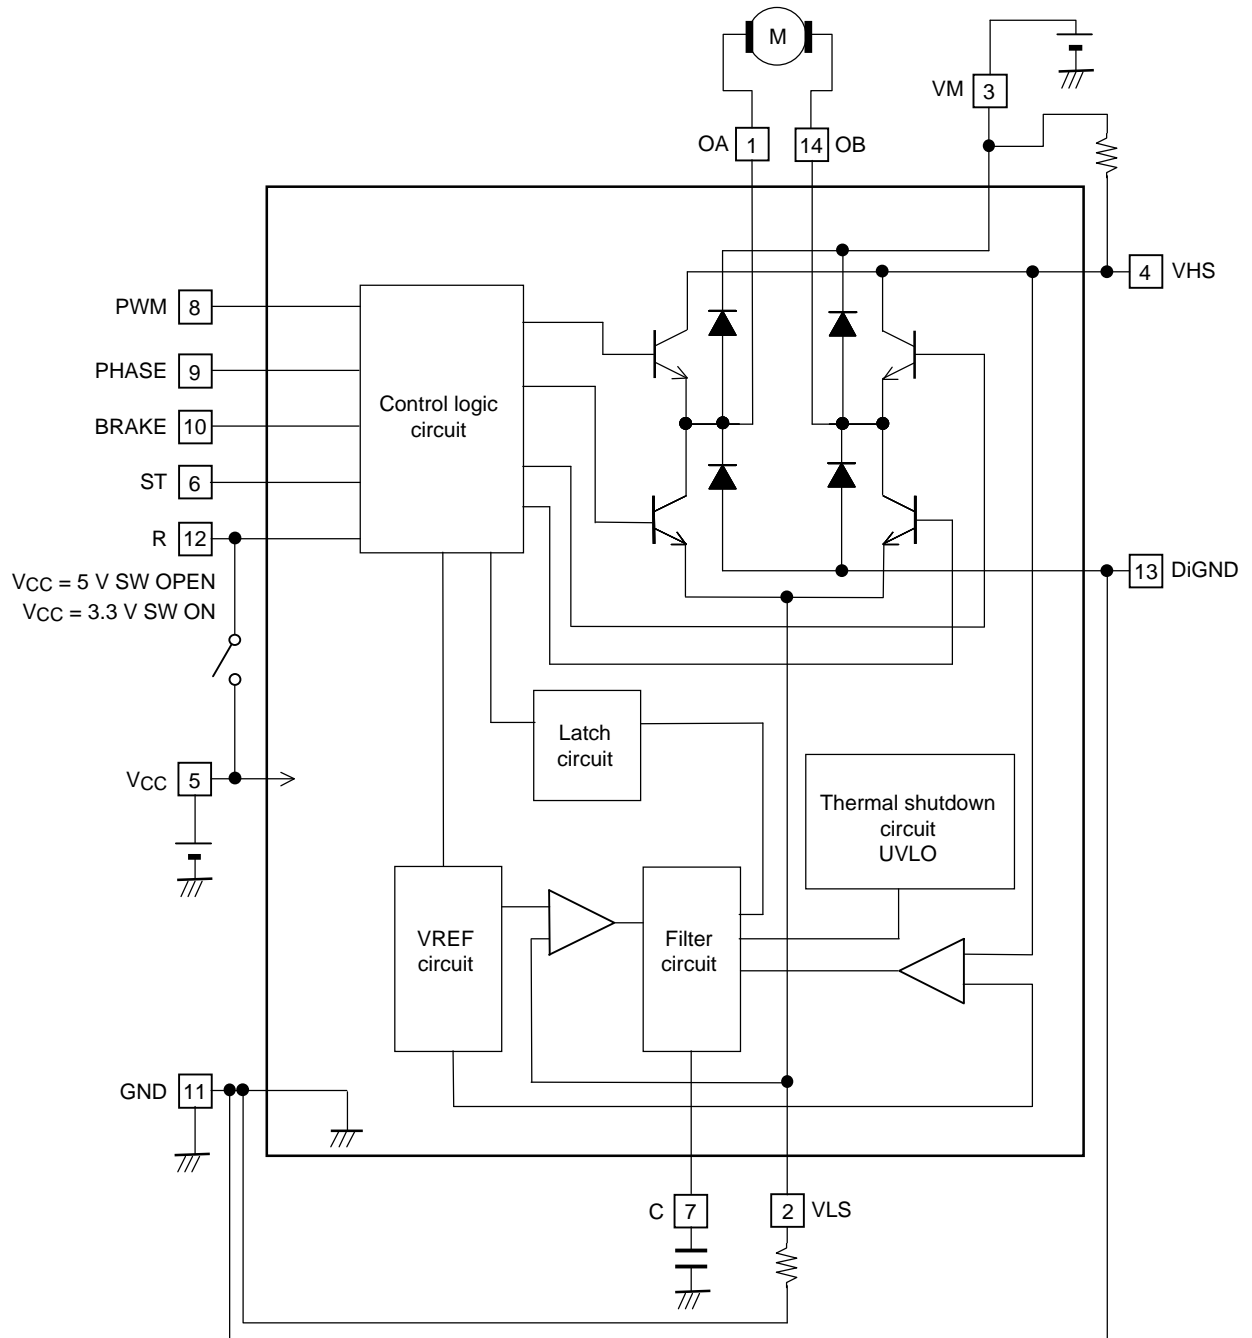 M
VM 3
OA 1 14 OB
4 VHS
PWM 8
PHASE 9
BRAKE 10
ST 6
R 12
Control logic
circuit
VCC = 5 V SW OPEN
VCC = 3.3 V SW ON
13 DiGND
Latch
circuit
VCC 5
Thermal shutdown
circuit
UVLO
VREF
circuit
Filter
circuit
GND 11
C 7
2 VLS